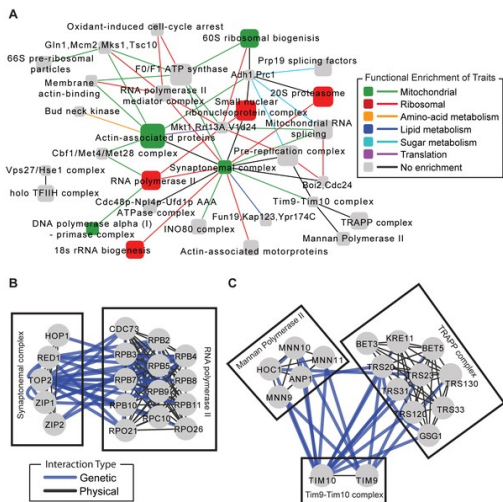 A
Oxidant-induced cell-cycle arrest
Gln1,Mcm2,Mks1,Tsc10
60S ribosomal biogenisis
66S pre-ribosomal
particles
F0/F1 ATP synthase
Adh1,Prc1
Prp19 splicing factors
Membrane
actin-binding
RNA polymerase II
mediator complex
20S proteasome
Small nuclear
ribonucleoprotein complex
Bud neck kinase
Mkt1,Rrd13A,V1d24
Mitochondrial RNA
splicing
Actin-associated proteins
Pre-replication complex
Cbf1/Met4/Met28 complex
Synaptonemal complex
Vps27/Hse1 complex
RNA polymerase II
Boi2,Cdc24
holo TFIIH complex
Cdc48p-Npl4p-Ufd1p AAA
ATPase complex
Tim9-Tim10 complex
DNA polymerase alpha (I)
- primase complex
Fun19,Kap123,Ypr174C
TRAPP complex
INO80 complex
Mannan Polymerase II
18s rRNA biogenesis
Actin-associated motorproteins
Functional Enrichment of Traits
Mitochondrial
Ribosomal
Amino-acid metabolism
Lipid metabolism
Sugar metabolism
Translation
No enrichment
B
Synaptonemal complex
HOP1
RED1
TOP2
ZIP1
ZIP2
CDC73
RPB2
RPB3
RPB4
RPB5
RPB7
RPB8
RPB9
RPB10
RPB11
RPC10
RPO21
RPO26
RNA polymerase II
Interaction Type
Genetic
Physical
C
Mannan Polymerase II
MNN10
MNN11
HOC1
ANP1
MNN9
TRAPP complex
BET3
KRE11
BET5
TRS20
TRS23
TRS130
TRS31
TRS120
TRS33
GSG1
TIM10
TIM9
Tim9-Tim10 complex